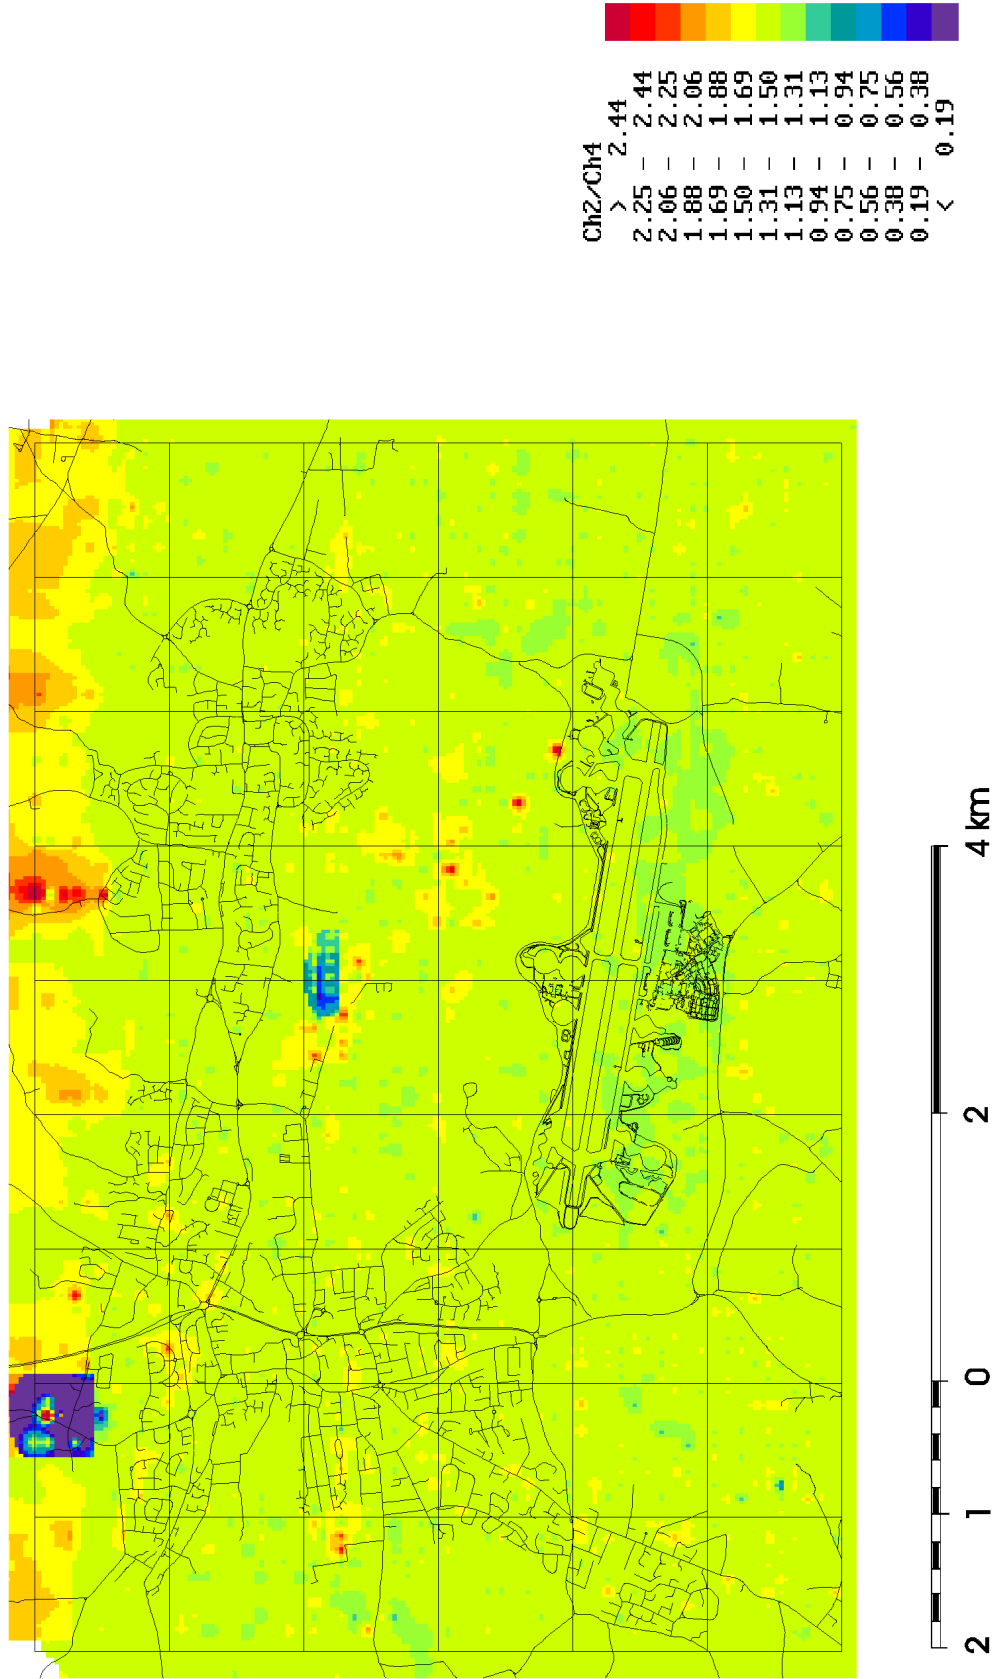 Ch2/Ch4
> 2.44
2.25 - 2.44
2.06 - 2.25
1.88 - 2.06
1.69 - 1.88
1.50 - 1.69
1.31 - 1.50
1.13 - 1.31
0.94 - 1.13
0.75 - 0.94
0.56 - 0.75
0.38 - 0.56
0.19 - 0.38
< 0.19
2 1 0 2 4 km